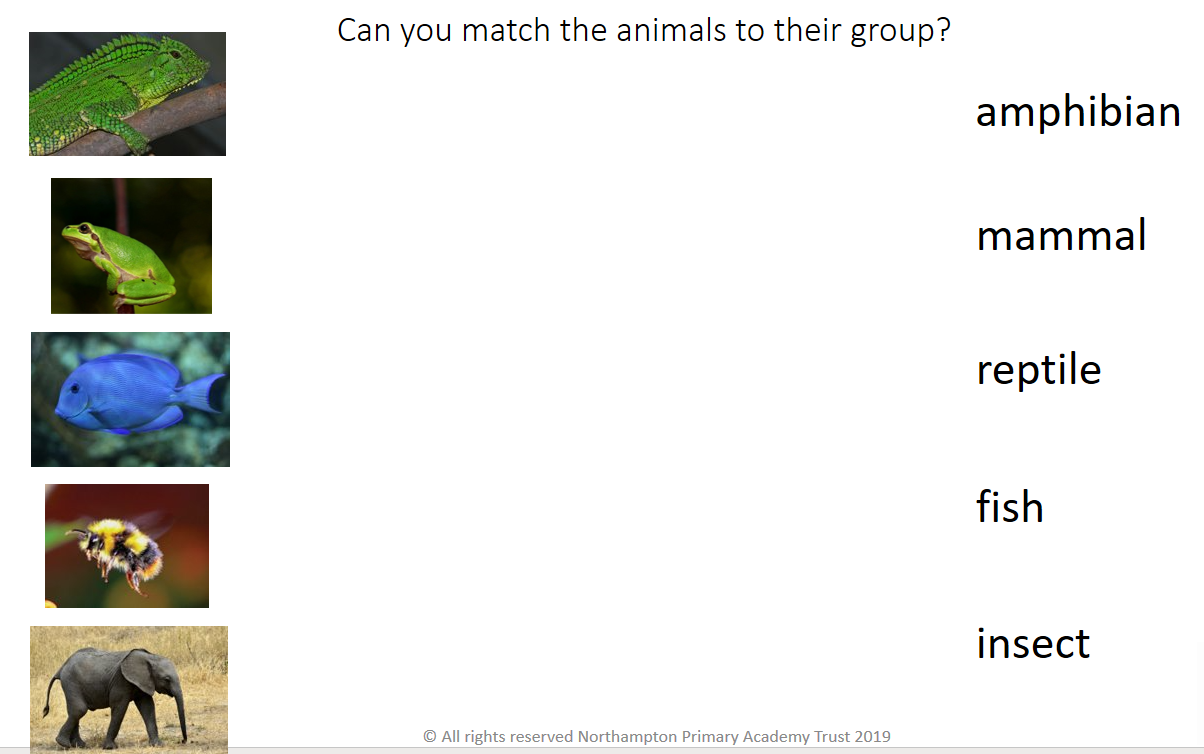 Can you match the animals to their group?
amphibian
mammal
reptile
fish
insect
© All rights reserved Northampton Primary Academy Trust 2019